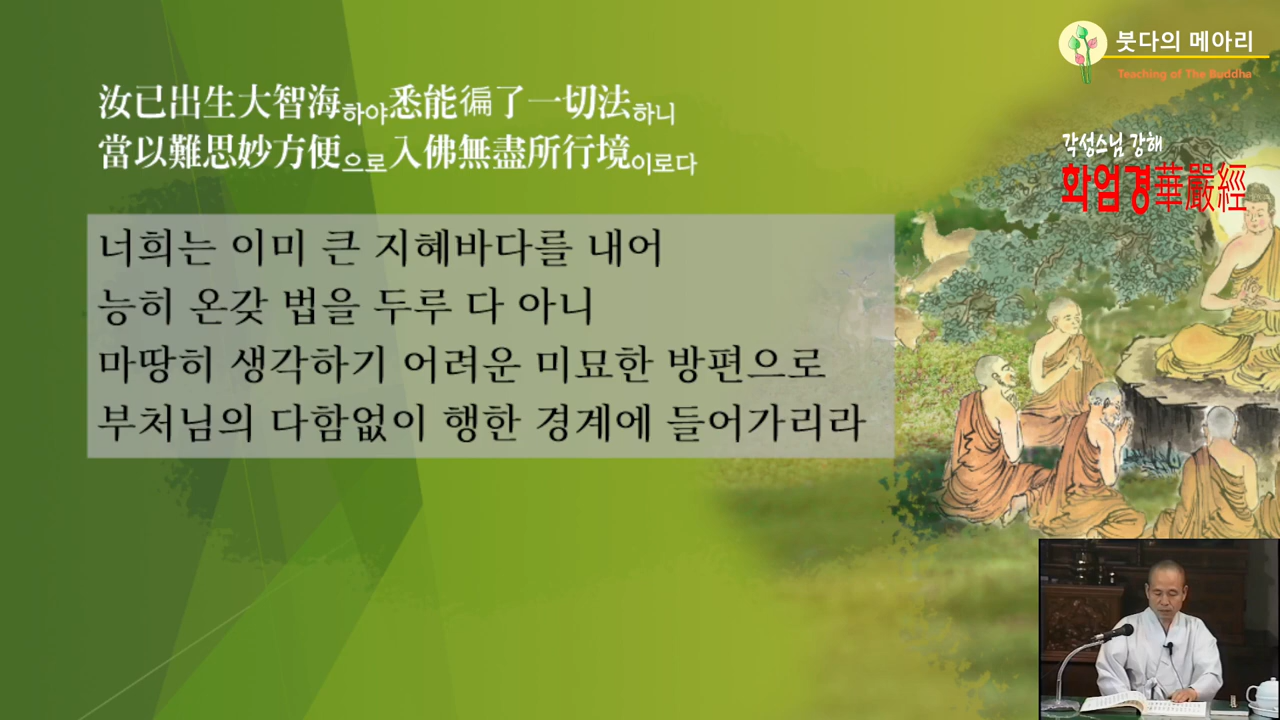 汝已出生大智海하야悉能徧了一切法하니
當以難思妙方便으로入佛無盡所行境이로다
너희는 이미 큰 지혜바다를 내어
능히 온갖 법을 두루 다 아니
마땅히 생각하기 어려운 미묘한 방편으로
부처님의 다함없이 행한 경계에 들어가리라
붓다의 메아리
Teaching of The Buddha
각성스님 강해
화엄경華嚴經